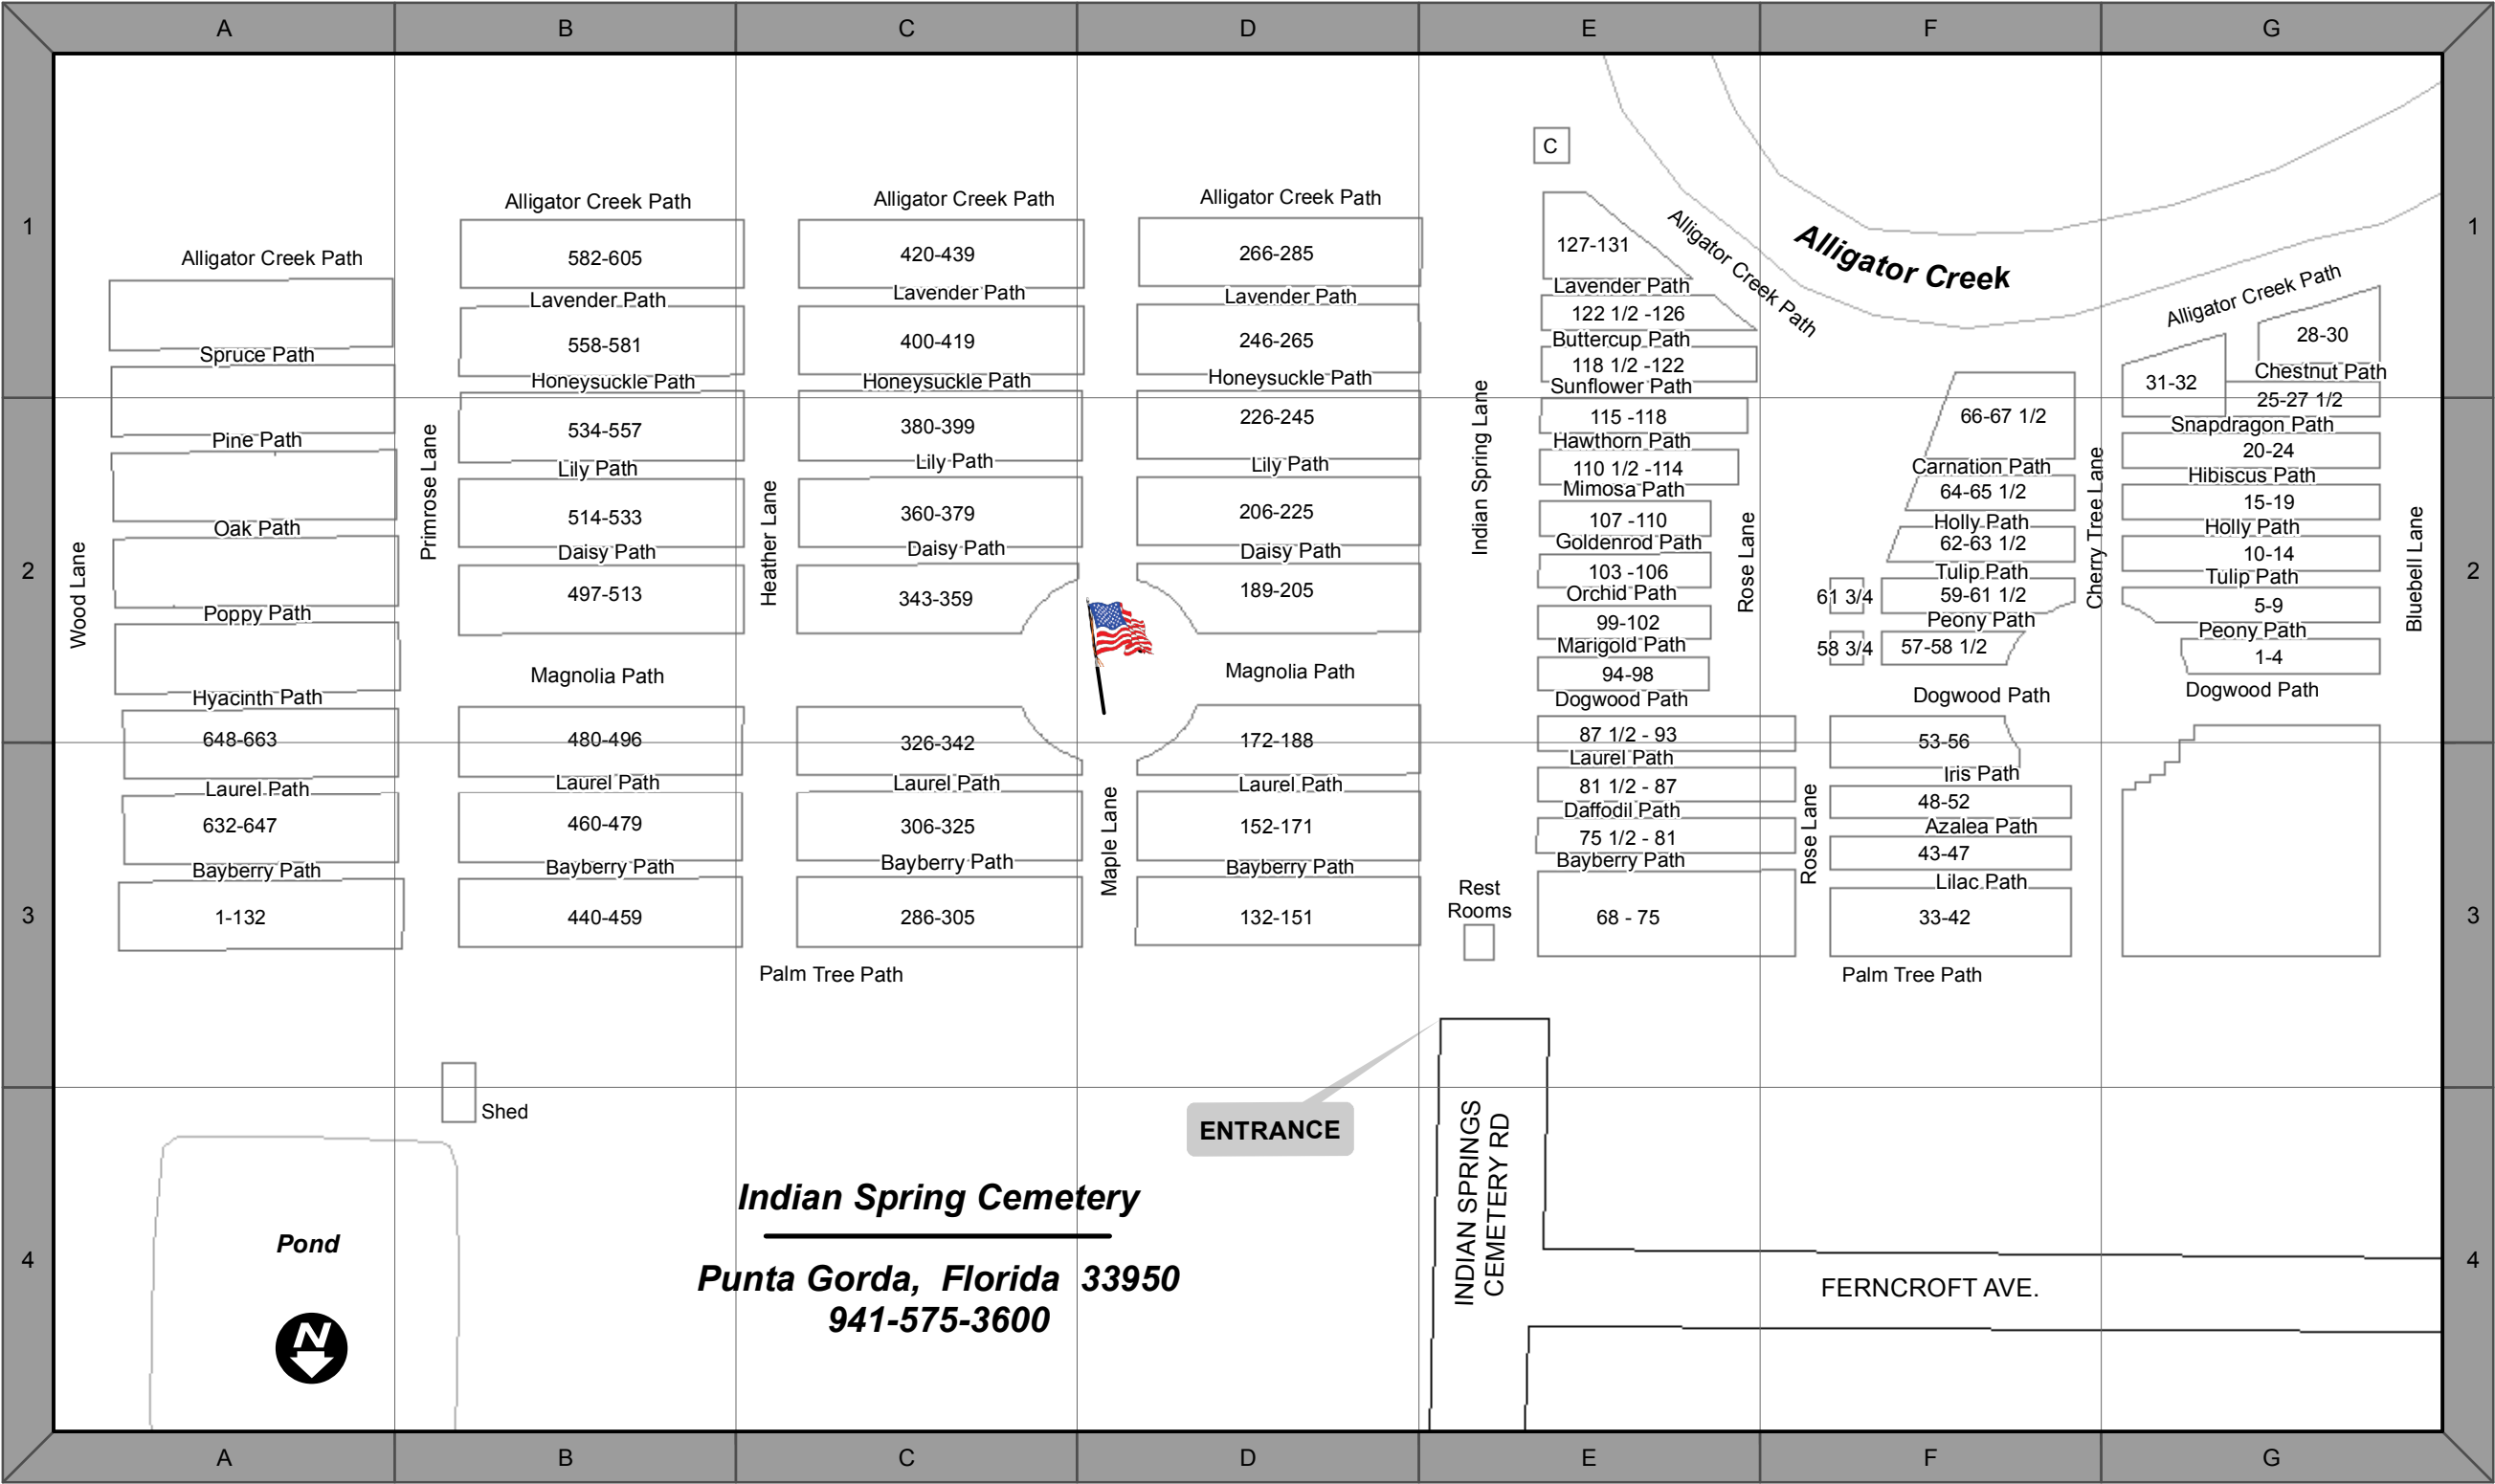 A B C D E F G
1 1
2 2
3 3
4 4
A B C D E F G
Alligator Creek Path
Spruce Path
Pine Path
Oak Path
Poppy Path
Hyacinth Path
648-663
Laurel Path
632-647
Bayberry Path
1-132
Wood Lane
Primrose Lane
Alligator Creek Path
582-605
Lavender Path
558-581
Honeysuckle Path
534-557
Lily Path
514-533
Daisy Path
497-513
Magnolia Path
480-496
Laurel Path
460-479
Bayberry Path
440-459
Heather Lane
Alligator Creek Path
420-439
Lavender Path
400-419
Honeysuckle Path
380-399
Lily Path
360-379
Daisy Path
343-359
326-342
Laurel Path
306-325
Bayberry Path
286-305
Palm Tree Path
Maple Lane
Alligator Creek Path
266-285
Lavender Path
246-265
Honeysuckle Path
226-245
Lily Path
206-225
Daisy Path
189-205
Magnolia Path
172-188
Laurel Path
152-171
Bayberry Path
132-151
Indian Spring Lane
Rest
Rooms
C
127-131
Lavender Path
122 1/2 -126
Buttercup Path
118 1/2 -122
Sunflower Path
115 -118
Hawthorn Path
110 1/2 -114
Mimosa Path
107 -110
Goldenrod Path
103 -106
Orchid Path
99-102
Marigold Path
94-98
Dogwood Path
87 1/2 - 93
Laurel Path
81 1/2 - 87
Daffodil Path
75 1/2 - 81
Bayberry Path
68 - 75
Alligator Creek Path
Alligator Creek
Rose Lane
Rose Lane
66-67 1/2
Carnation Path
64-65 1/2
Holly Path
62-63 1/2
Tulip Path
61 3/4
59-61 1/2
Peony Path
58 3/4
57-58 1/2
Dogwood Path
53-56
Iris Path
48-52
Azalea Path
43-47
Lilac Path
33-42
Palm Tree Path
Cherry Tree Lane
Alligator Creek Path
28-30
31-32
Chestnut Path
25-27 1/2
Snapdragon Path
20-24
Hibiscus Path
15-19
Holly Path
10-14
Tulip Path
5-9
Peony Path
1-4
Dogwood Path
Bluebell Lane
Shed
Pond
N
ENTRANCE
Indian Spring Cemetery
Punta Gorda, Florida 33950
941-575-3600
INDIAN SPRINGS
CEMETERY RD
FERNCROFT AVE.